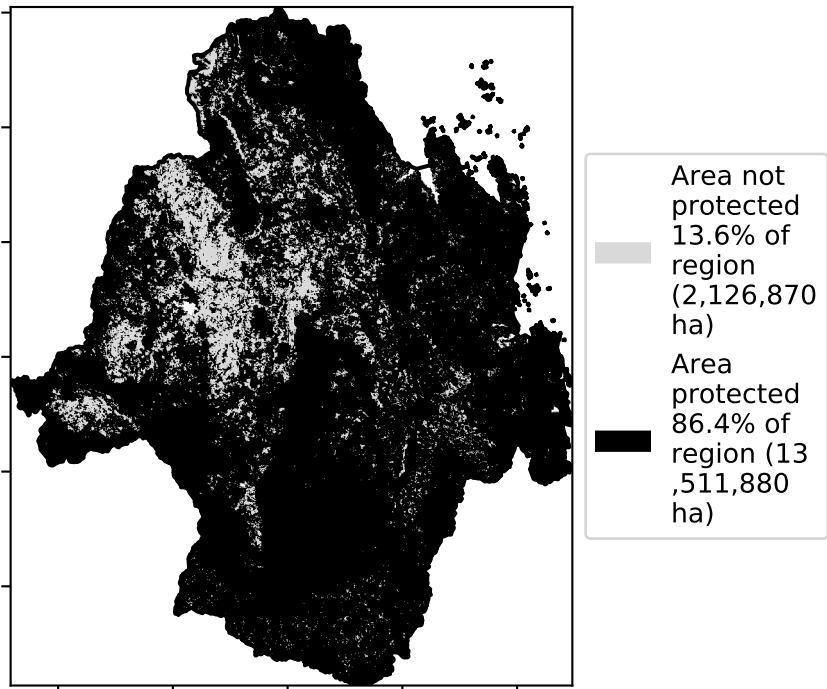 Area not
protected
13.6% of
region
(2,126,870
ha)
Area
protected
86.4% of
region (13
,511,880
ha)